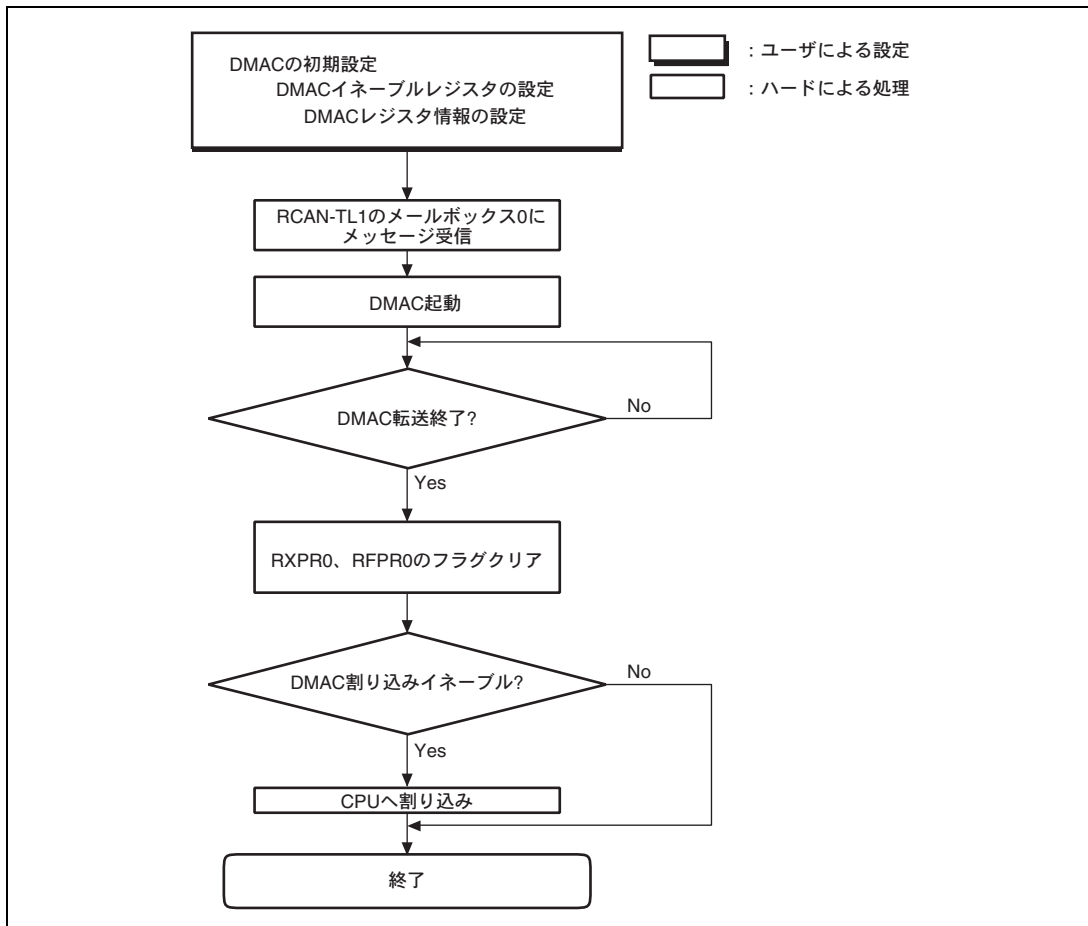 DMACの初期設定
DMACイネーブルレジスタの設定
DMACレジスタ情報の設定
：ユーザによる設定
：ハードによる処理
RCAN-TL1のメールボックス0に
メッセージ受信
DMAC起動
DMAC転送終了?
No
Yes
RXPR0、RFPR0のフラグクリア
DMAC割り込みイネーブル?
No
Yes
CPUへ割り込み
終了